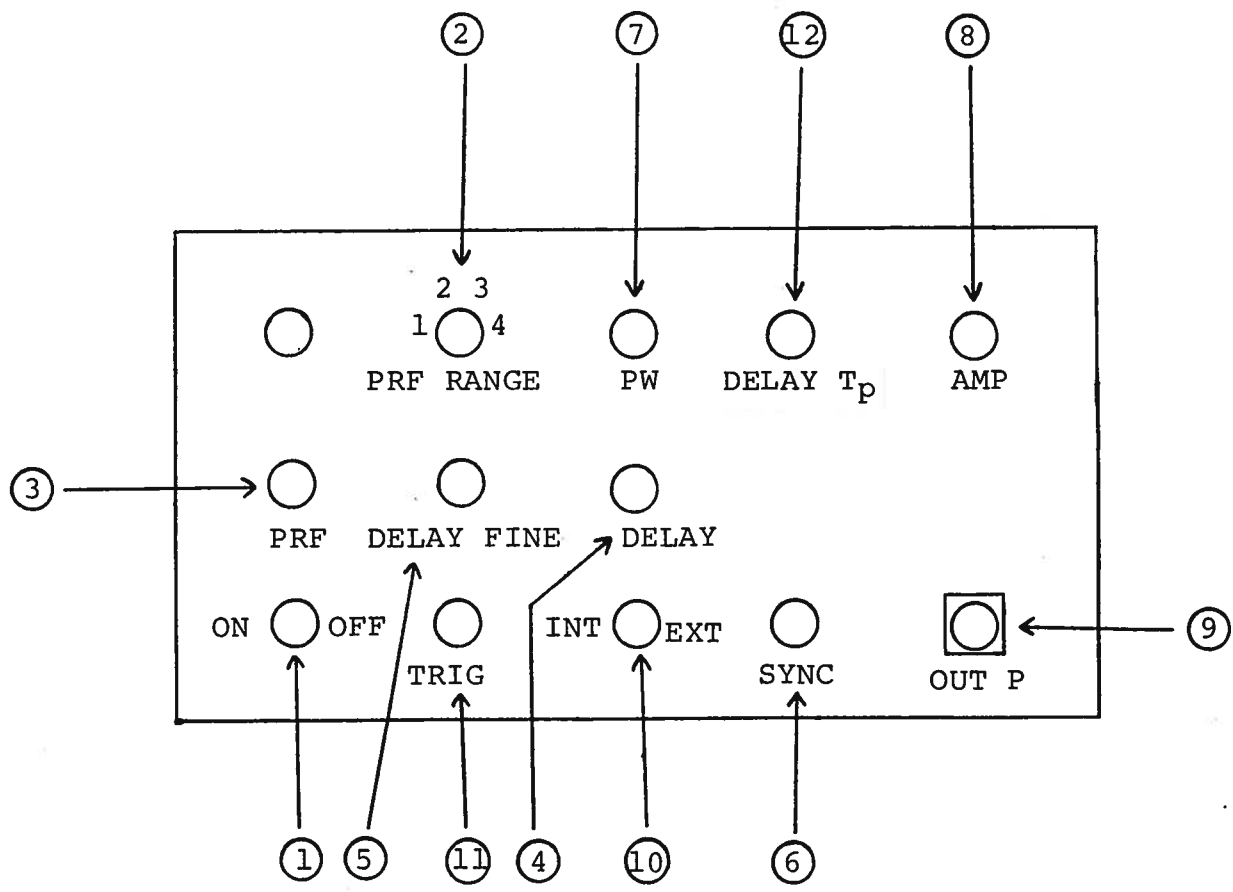 2 7 12 8
2 3
1 4
PRF RANGE PW DELAY Tp AMP
3
PRF DELAY FINE DELAY
ON OFF INT EXT
9
TRIG SYNC OUT P
1 5 11 4 10 6